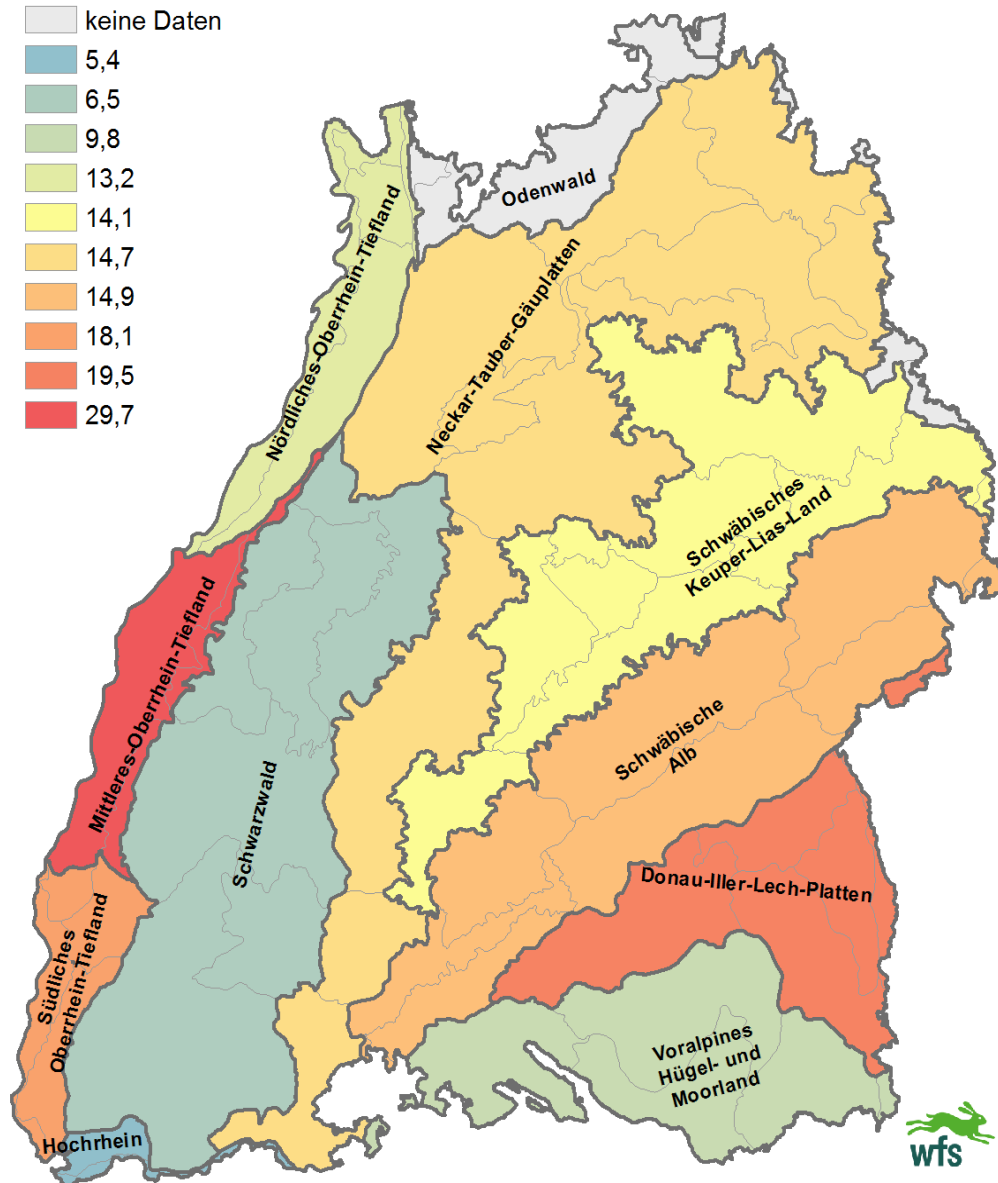 keine Daten
5,4
6,5
9,8
13,2
14,1
14,7
14,9
18,1
19,5
29,7
Odenwald
Nördliches-Oberrhein-Tiefland
Neckar-Tauber-Gäuplatten
Schwäbisches
Keuper-Lias-Land
Mittleres-Oberrhein-Tiefland
Schwäbische
Alb
Schwarzwald
Donau-Iller-Lech-Platten
Südliches
Oberrhein-Tiefland
Voralpines
Hügel- und
Moorland
Hochrhein
wfs